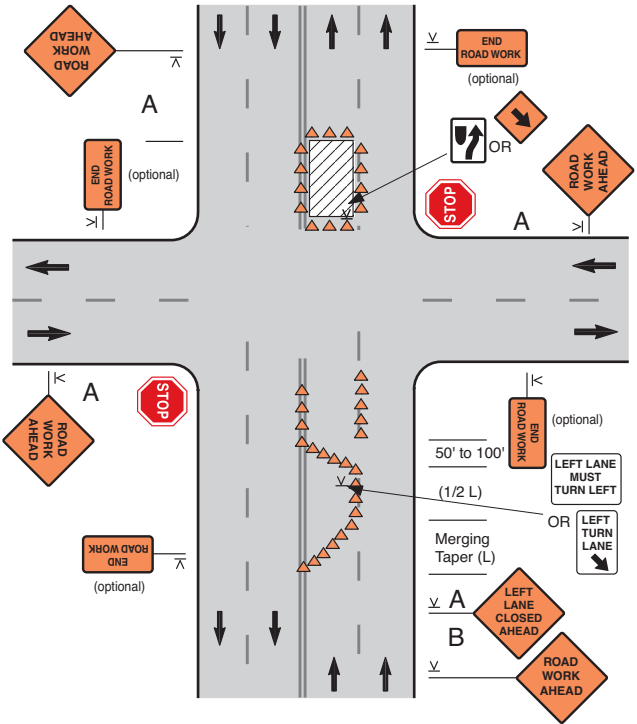 ROAD
WORK
AHEAD
A
END
ROAD WORK
(optional)
END
ROAD WORK
(optional)
OR
STOP
ROAD
WORK
AHEAD
A
A
ROAD
WORK
AHEAD
STOP
END
ROAD WORK
(optional)
50' to 100'
LEFT LANE
MUST
TURN LEFT
(1/2 L)
OR
LEFT
TURN
LANE
Merging
Taper (L)
END
ROAD WORK
(optional)
A
LEFT
LANE
CLOSED
AHEAD
B
ROAD
WORK
AHEAD